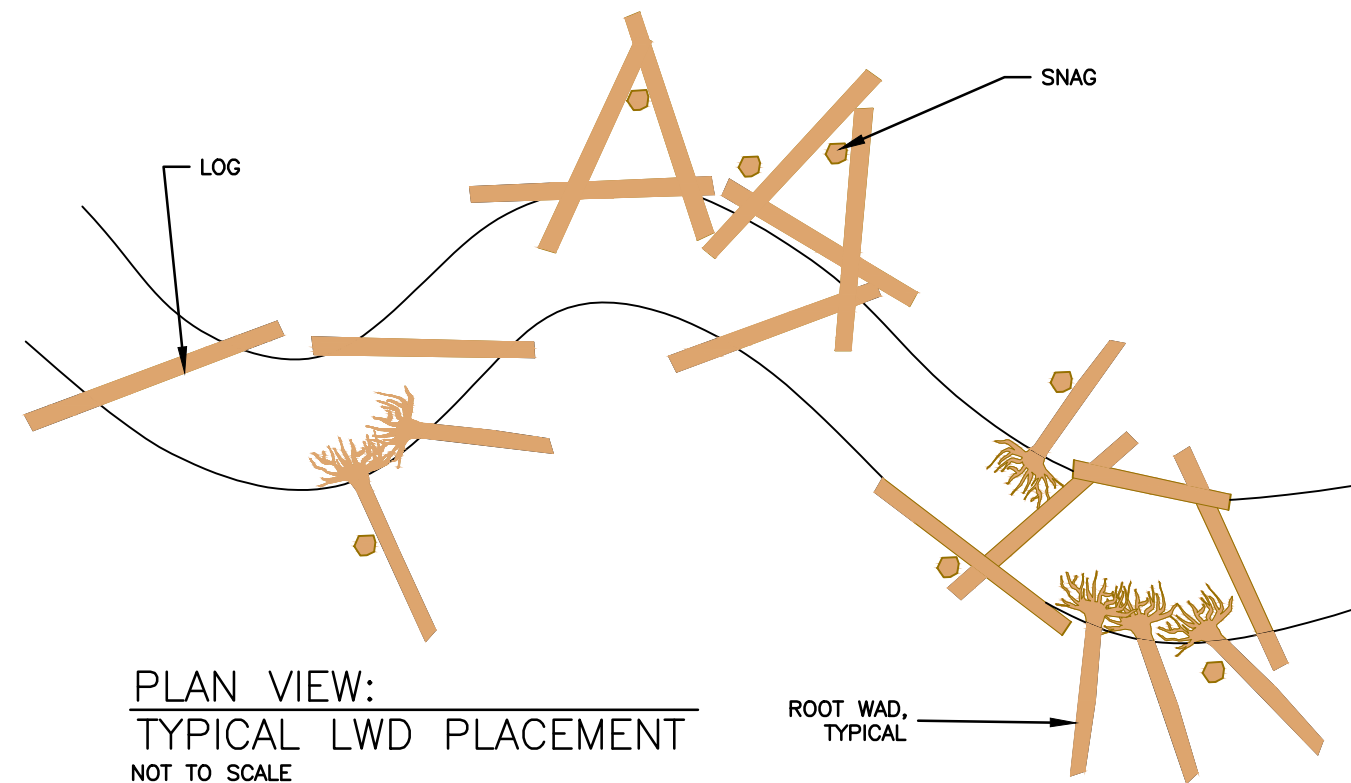 SNAG
LOG
PLAN VIEW:
TYPICAL LWD PLACEMENT
NOT TO SCALE
ROOT WAD,
TYPICAL